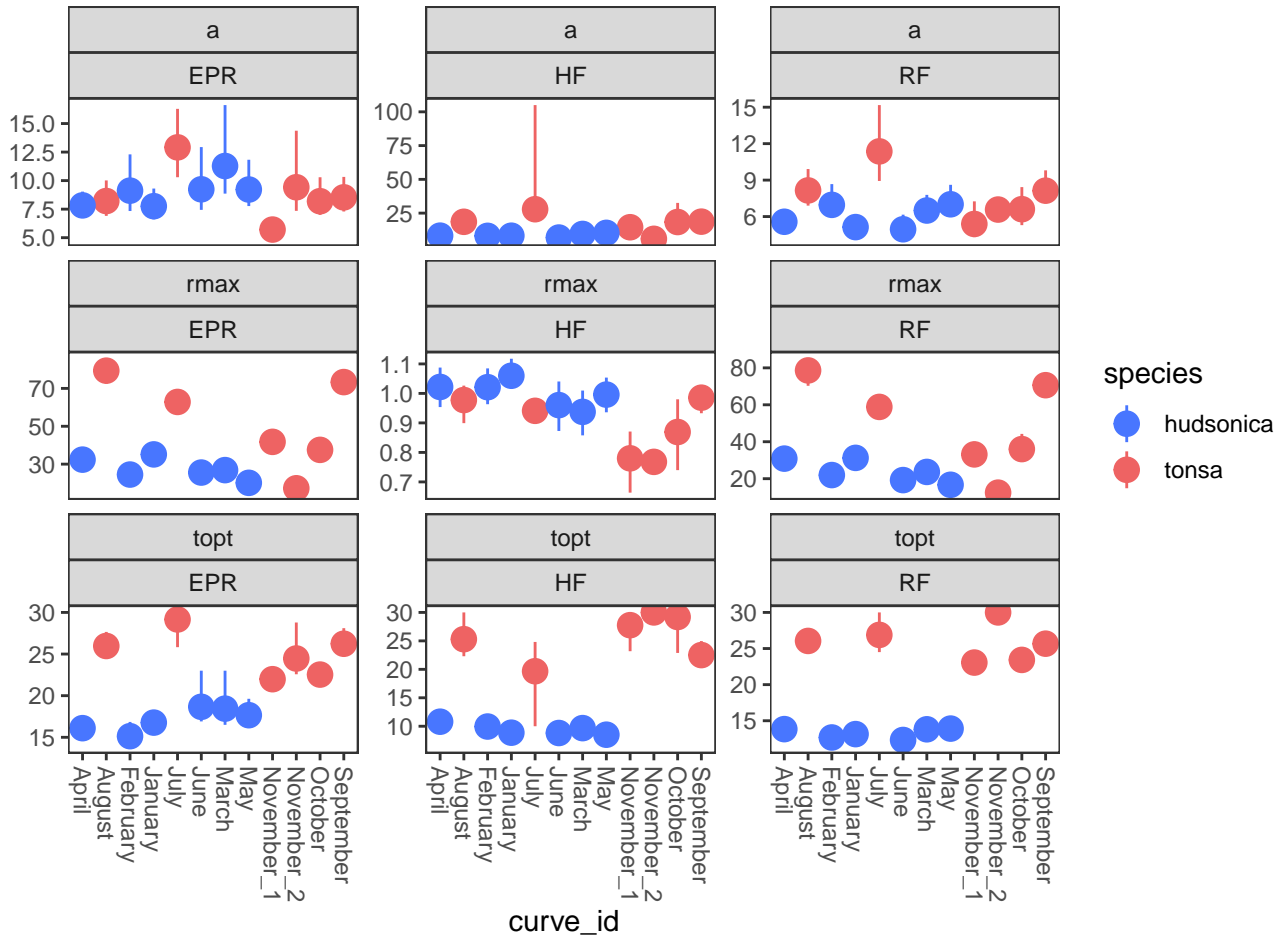 a
a
a
EPR
HF
RF
15.0
12.5
10.0
7.5
5.0
100
75
50
25
15
12
9
6
rmax
rmax
rmax
EPR
HF
RF
70
50
30
1.1
1.0
0.9
0.8
0.7
80
60
40
20
topt
topt
topt
EPR
HF
RF
30
25
20
15
30
25
20
15
10
30
25
20
15
April
August
February
January
July
June
March
May
November_1
November_2
October
September
April
August
February
January
July
June
March
May
November_1
November_2
October
September
April
August
February
January
July
June
March
May
November_1
November_2
October
September
curve_id
species
hudsonica
tonsa